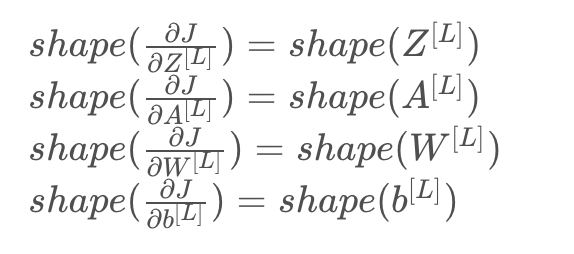 shape(∂J/∂Z^[L]) = shape(Z^[L])
shape(∂J/∂A^[L]) = shape(A^[L])
shape(∂J/∂W^[L]) = shape(W^[L])
shape(∂J/∂b^[L]) = shape(b^[L])